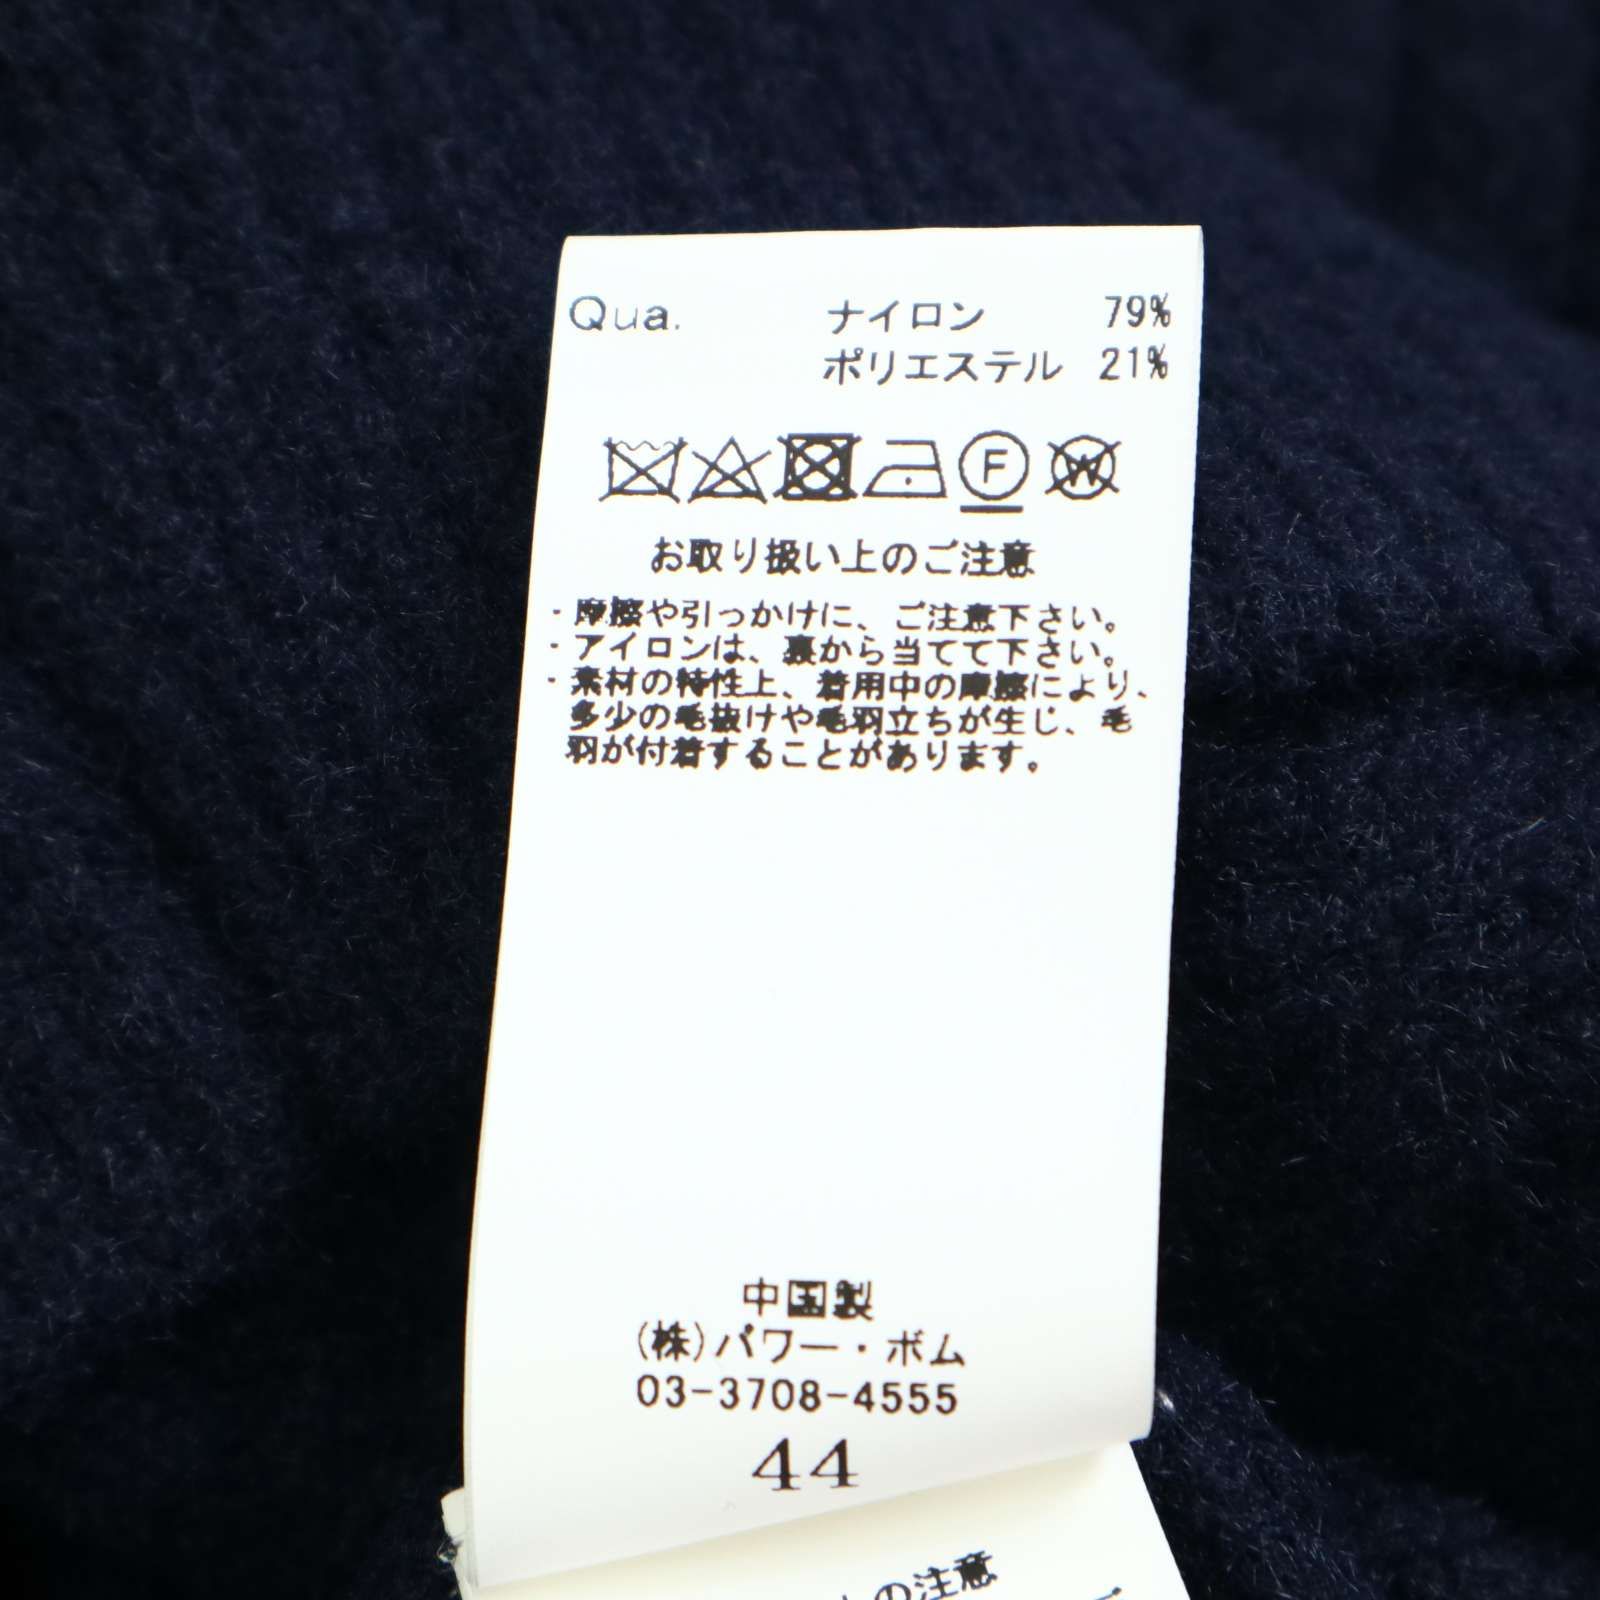 Qua. ナイロン 79%
ポリエステル 21%
F W
お取り扱い上のご注意
・摩擦や引っかけに、ご注意下さい。
・アイロンは、裏から当てて下さい。
・素材の特性上、着用中の摩擦により、
多少の毛抜けや毛羽立ちが生じ、毛
羽が付着することがあります。
中国製
(株)パワー・ボム
03-3708-4555
44
の注意